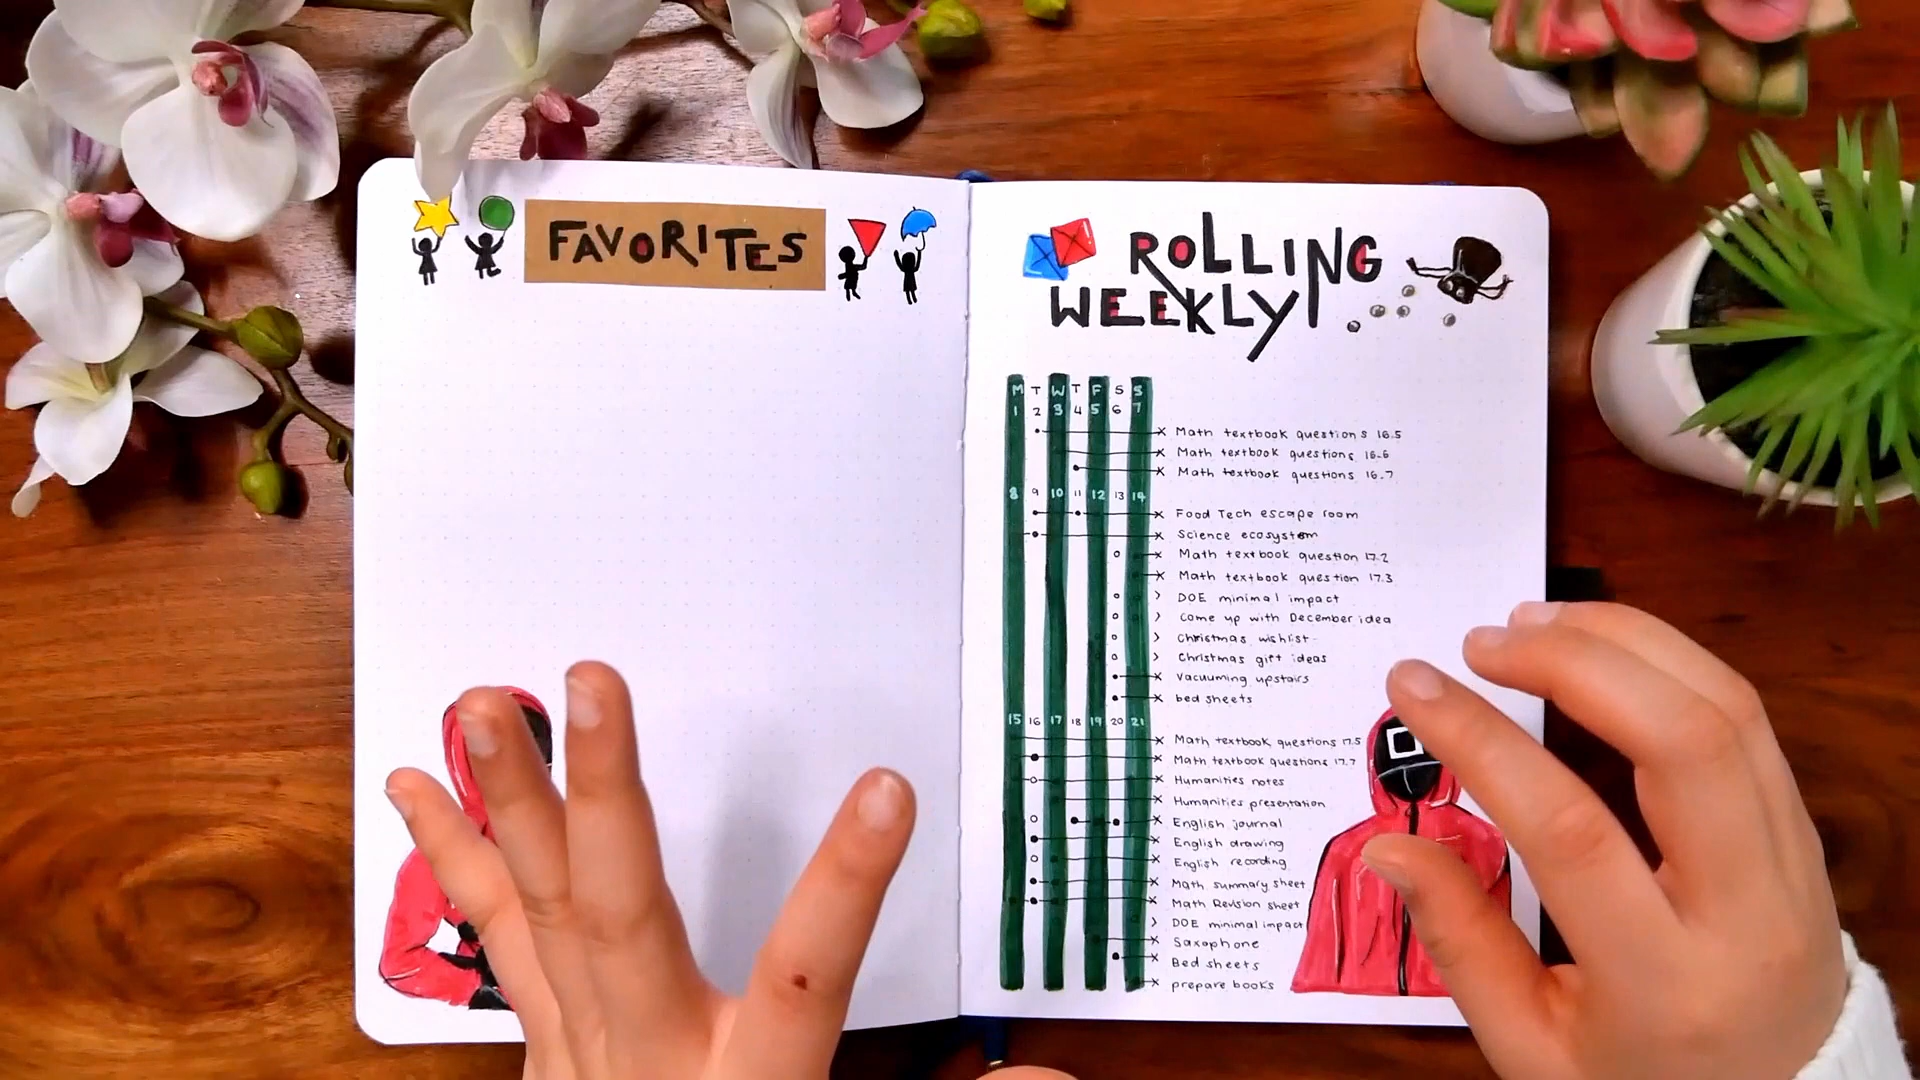 FAVORITES
ROLLING
WEEKLY
M T W T F S S
1 2 3 4 5 6 7
x Math textbook questions 16.5
x Math textbook questions 16.6
x Math textbook questions 16.7
8 9 10 11 12 13 14
x Food Tech escape room
x Science ecosystem
x Math textbook question 17.2
x Math textbook question 17.3
> DOE minimal impact
> Come up with December idea
> Christmas wishlist
> Christmas gift ideas
x Vacuuming upstairs
x bed sheets
15 16 17 18 19 20 21
x Math textbook questions 17.5
x Math textbook questions 17.7
x Humanities notes
x Humanities presentation
x English journal
x English drawing
x English recording
x Math summary sheet
x Math Revision sheet
> DOE minimal impact
x Saxophone
x Bed sheets
x prepare books